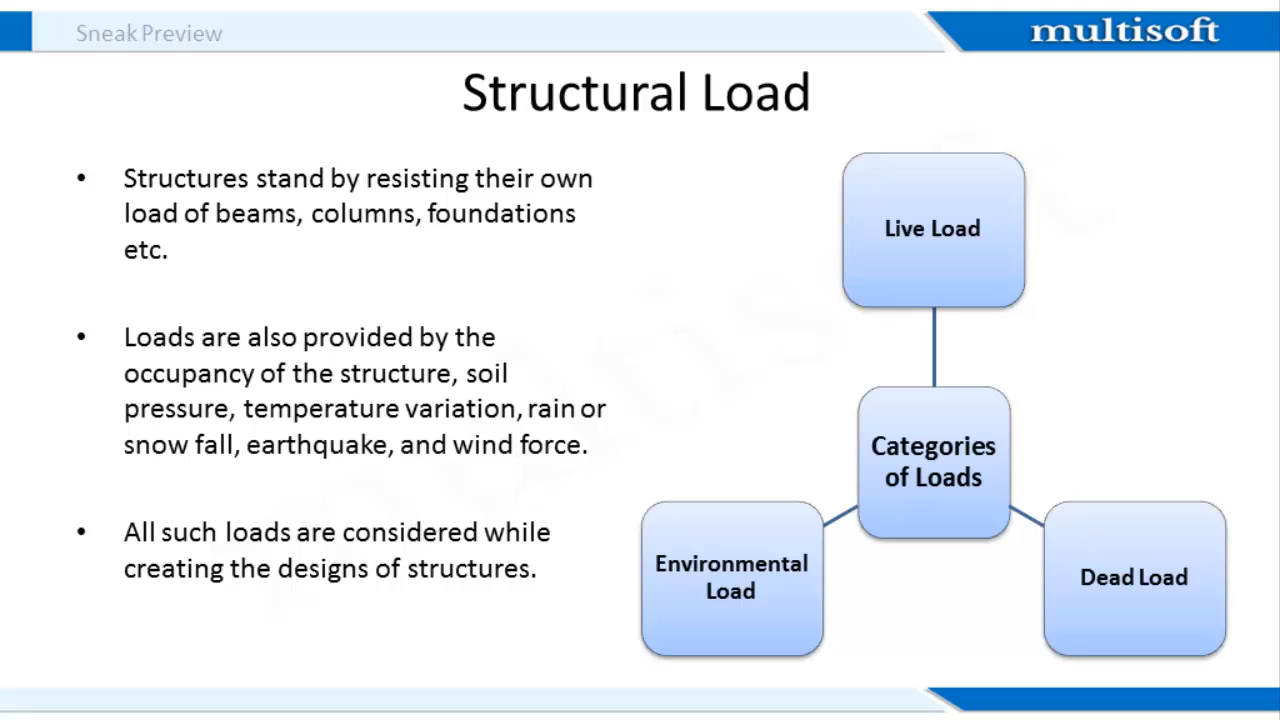 Sneak Preview
multisoft
Structural Load
• Structures stand by resisting their own
load of beams, columns, foundations
etc.
• Loads are also provided by the
occupancy of the structure, soil
pressure, temperature variation, rain or
snow fall, earthquake, and wind force.
• All such loads are considered while
creating the designs of structures.
Live Load
Categories
of Loads
Environmental
Load
Dead Load